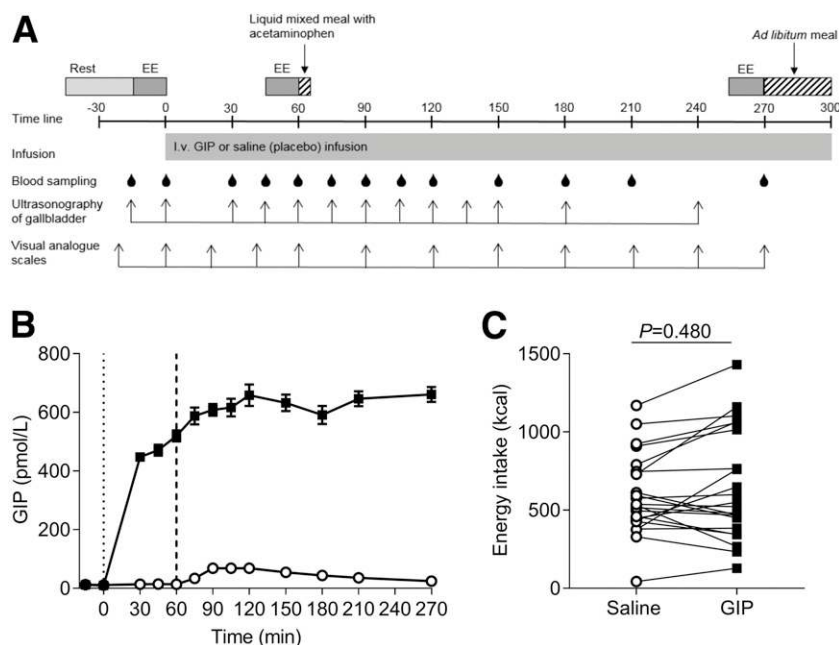 A
Liquid mixed meal with
acetaminophen
Ad libitum meal
Rest EE EE EE
-30 0 30 60 90 120 150 180 210 240 270 300
Time line
Infusion I.v. GIP or saline (placebo) infusion
Blood sampling
Ultrasonography
of gallbladder
Visual analogue
scales
B
800
600
400
200
0
GIP (pmol/L)
0 30 60 90 120 150 180 210 240 270
Time (min)
C
P=0.480
1500
1000
500
0
Energy intake (kcal)
Saline GIP